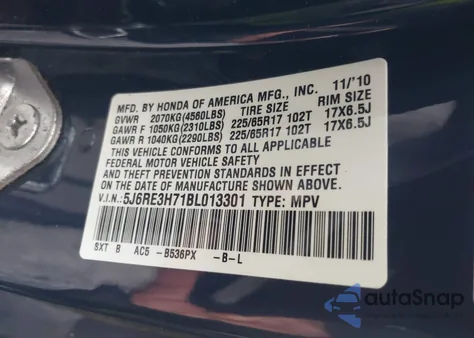 MFD. BY HONDA OF AMERICA MFG., INC. 11/'10
GVWR 2070KG(4560LBS) TIRE SIZE RIM SIZE
GAWR F 1050KG(2310LBS) 225/65R17 102T 17X6.5J
GAWR R 1040KG(2290LBS) 225/65R17 102T 17X6.5J
THIS VEHICLE CONFORMS TO ALL APPLICABLE
FEDERAL MOTOR VEHICLE SAFETY
STANDARDS AND BUMPER STANDARDS IN EFFECT
ON THE DATE OF MANUFACTURE SHOWN ABOVE.
V.I.N.:5J6RE3H71BL013301 TYPE: MPV
SXT B AC5 -B536PX -B-L
autoSnap